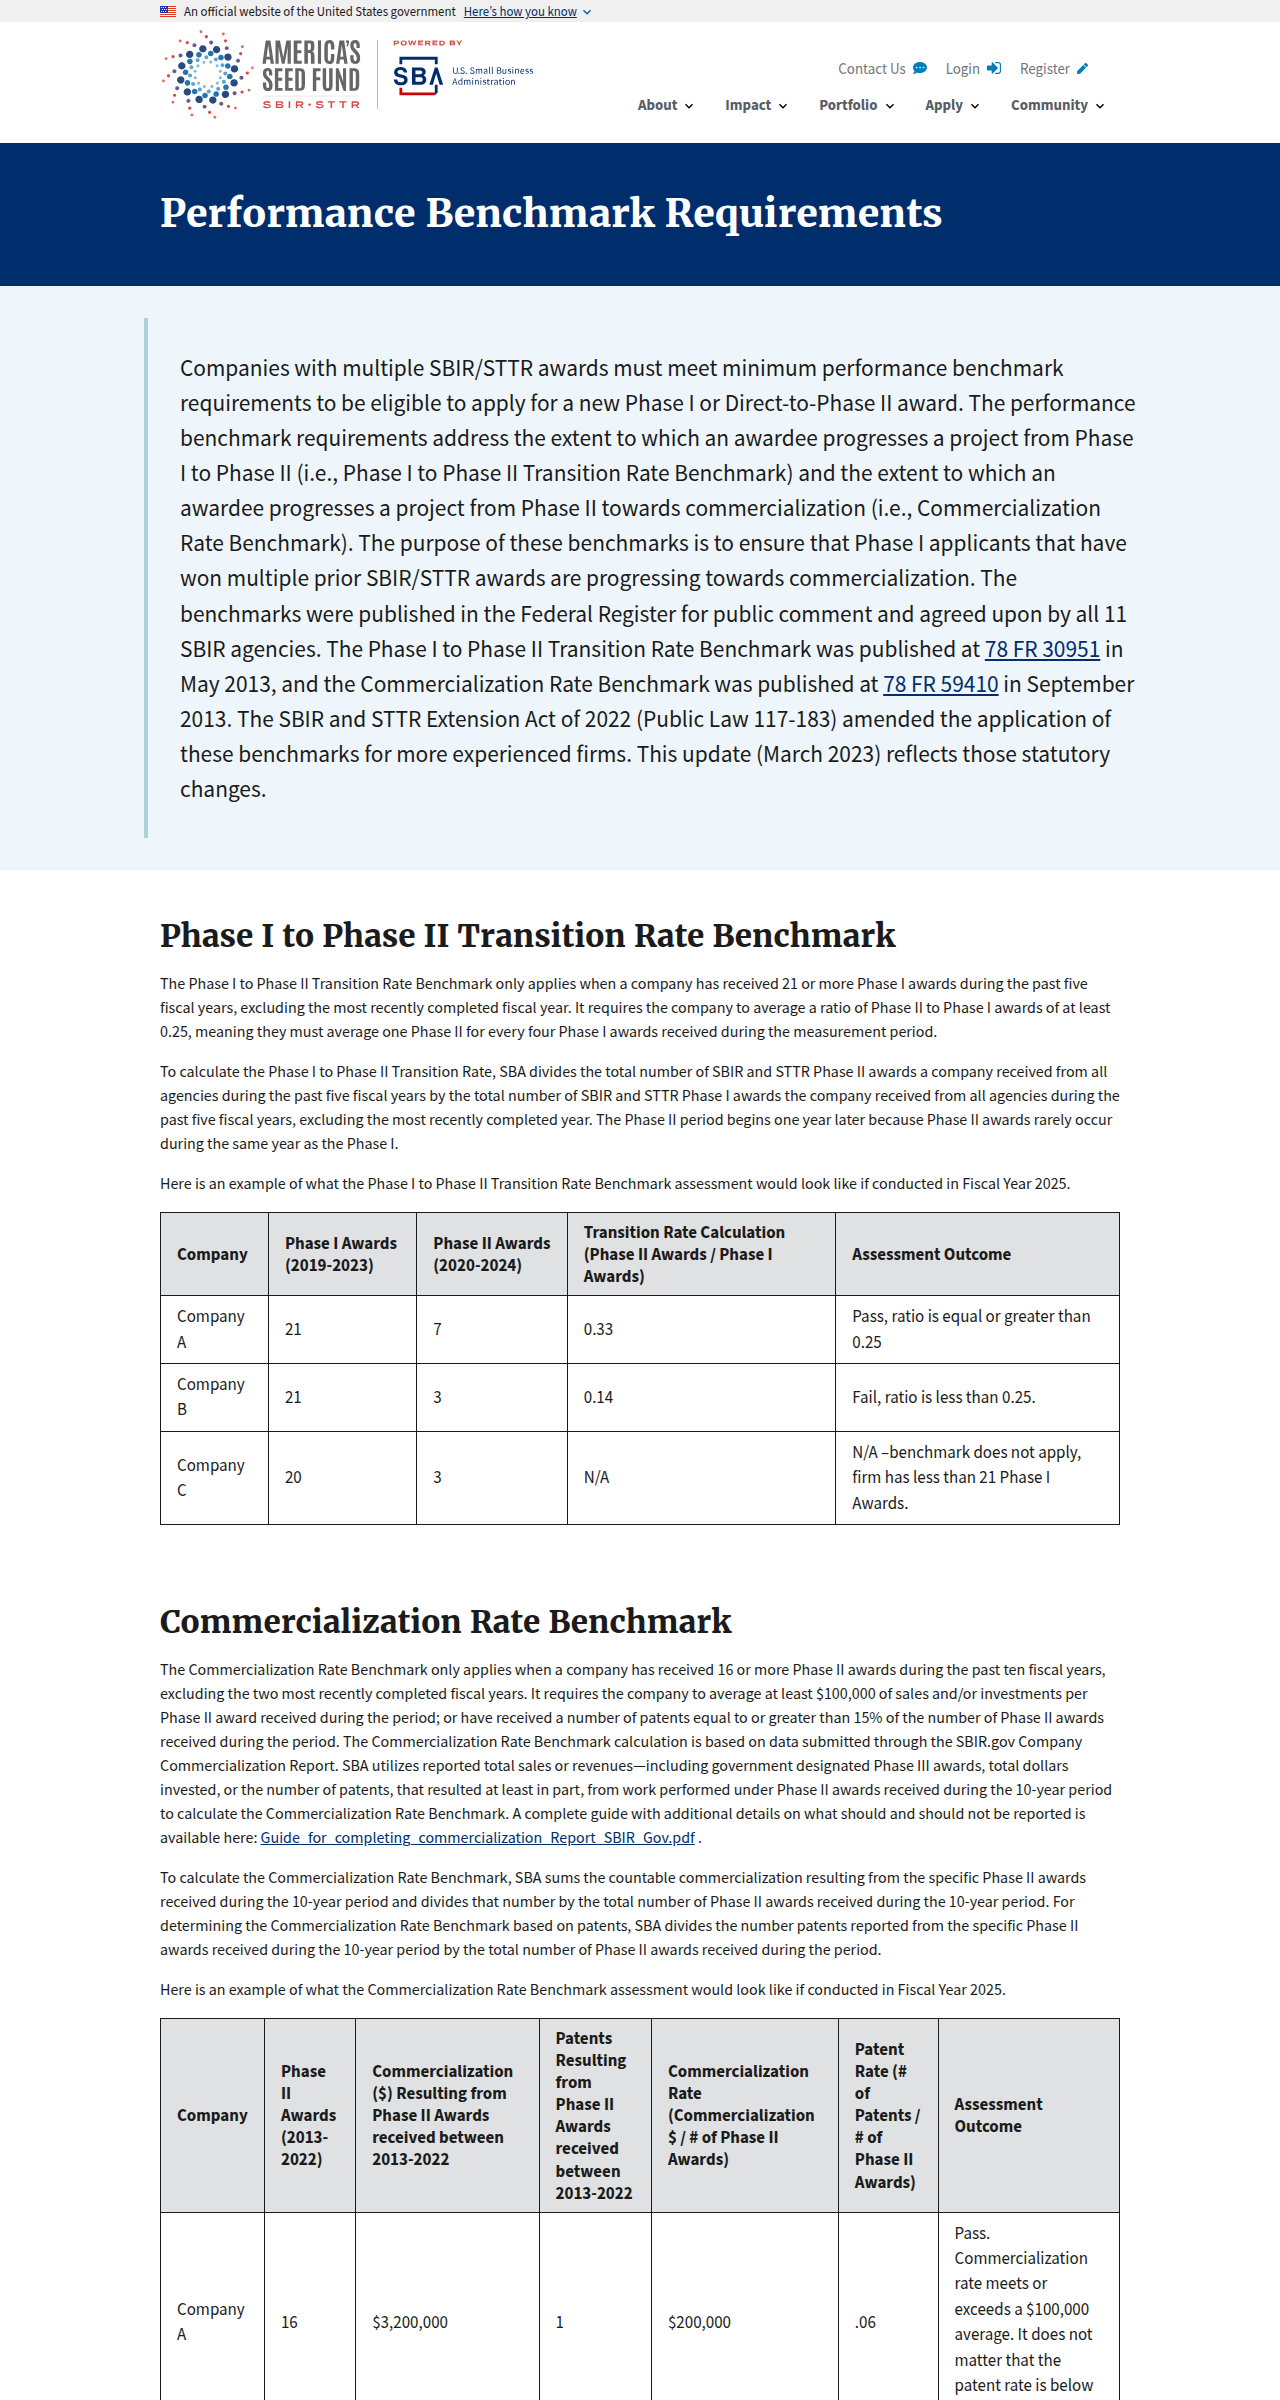 An official website of the United States government Here's how you know
AMERICA'S
SEED FUND
SBIR·STTR
POWERED BY
SBA
U.S. Small Business
Administration
Contact Us
Login
Register
About
Impact
Portfolio
Apply
Community
Performance Benchmark Requirements
Companies with multiple SBIR/STTR awards must meet minimum performance benchmark
requirements to be eligible to apply for a new Phase I or Direct-to-Phase II award. The performance
benchmark requirements address the extent to which an awardee progresses a project from Phase
I to Phase II (i.e., Phase I to Phase II Transition Rate Benchmark) and the extent to which an
awardee progresses a project from Phase II towards commercialization (i.e., Commercialization
Rate Benchmark). The purpose of these benchmarks is to ensure that Phase I applicants that have
won multiple prior SBIR/STTR awards are progressing towards commercialization. The
benchmarks were published in the Federal Register for public comment and agreed upon by all 11
SBIR agencies. The Phase I to Phase II Transition Rate Benchmark was published at 78 FR 30951 in
May 2013, and the Commercialization Rate Benchmark was published at 78 FR 59410 in September
2013. The SBIR and STTR Extension Act of 2022 (Public Law 117-183) amended the application of
these benchmarks for more experienced firms. This update (March 2023) reflects those statutory
changes.
Phase I to Phase II Transition Rate Benchmark
The Phase I to Phase II Transition Rate Benchmark only applies when a company has received 21 or more Phase I awards during the past five
fiscal years, excluding the most recently completed fiscal year. It requires the company to average a ratio of Phase II to Phase I awards of at least
0.25, meaning they must average one Phase II for every four Phase I awards received during the measurement period.
To calculate the Phase I to Phase II Transition Rate, SBA divides the total number of SBIR and STTR Phase II awards a company received from all
agencies during the past five fiscal years by the total number of SBIR and STTR Phase I awards the company received from all agencies during the
past five fiscal years, excluding the most recently completed year. The Phase II period begins one year later because Phase II awards rarely occur
during the same year as the Phase I.
Here is an example of what the Phase I to Phase II Transition Rate Benchmark assessment would look like if conducted in Fiscal Year 2025.
Company
Phase I Awards
(2019-2023)
Phase II Awards
(2020-2024)
Transition Rate Calculation
(Phase II Awards / Phase I
Awards)
Assessment Outcome
Company
A
21
7
0.33
Pass, ratio is equal or greater than
0.25
Company
B
21
3
0.14
Fail, ratio is less than 0.25.
Company
C
20
3
N/A
N/A –benchmark does not apply,
firm has less than 21 Phase I
Awards.
Commercialization Rate Benchmark
The Commercialization Rate Benchmark only applies when a company has received 16 or more Phase II awards during the past ten fiscal years,
excluding the two most recently completed fiscal years. It requires the company to average at least $100,000 of sales and/or investments per
Phase II award received during the period; or have received a number of patents equal to or greater than 15% of the number of Phase II awards
received during the period. The Commercialization Rate Benchmark calculation is based on data submitted through the SBIR.gov Company
Commercialization Report. SBA utilizes reported total sales or revenues—including government designated Phase III awards, total dollars
invested, or the number of patents, that resulted at least in part, from work performed under Phase II awards received during the 10-year period
to calculate the Commercialization Rate Benchmark. A complete guide with additional details on what should and should not be reported is
available here: Guide_for_completing_commercialization_Report_SBIR_Gov.pdf .
To calculate the Commercialization Rate Benchmark, SBA sums the countable commercialization resulting from the specific Phase II awards
received during the 10-year period and divides that number by the total number of Phase II awards received during the 10-year period. For
determining the Commercialization Rate Benchmark based on patents, SBA divides the number patents reported from the specific Phase II
awards received during the 10-year period by the total number of Phase II awards received during the period.
Here is an example of what the Commercialization Rate Benchmark assessment would look like if conducted in Fiscal Year 2025.
Company
Phase
II
Awards
(2013-
2022)
Commercialization
($) Resulting from
Phase II Awards
received between
2013-2022
Patents
Resulting
from
Phase II
Awards
received
between
2013-2022
Commercialization
Rate
(Commercialization
$ / # of Phase II
Awards)
Patent
Rate (#
of
Patents /
# of
Phase II
Awards)
Assessment
Outcome
Company
A
16
$3,200,000
1
$200,000
.06
Pass.
Commercialization
rate meets or
exceeds a $100,000
average. It does not
matter that the
patent rate is below